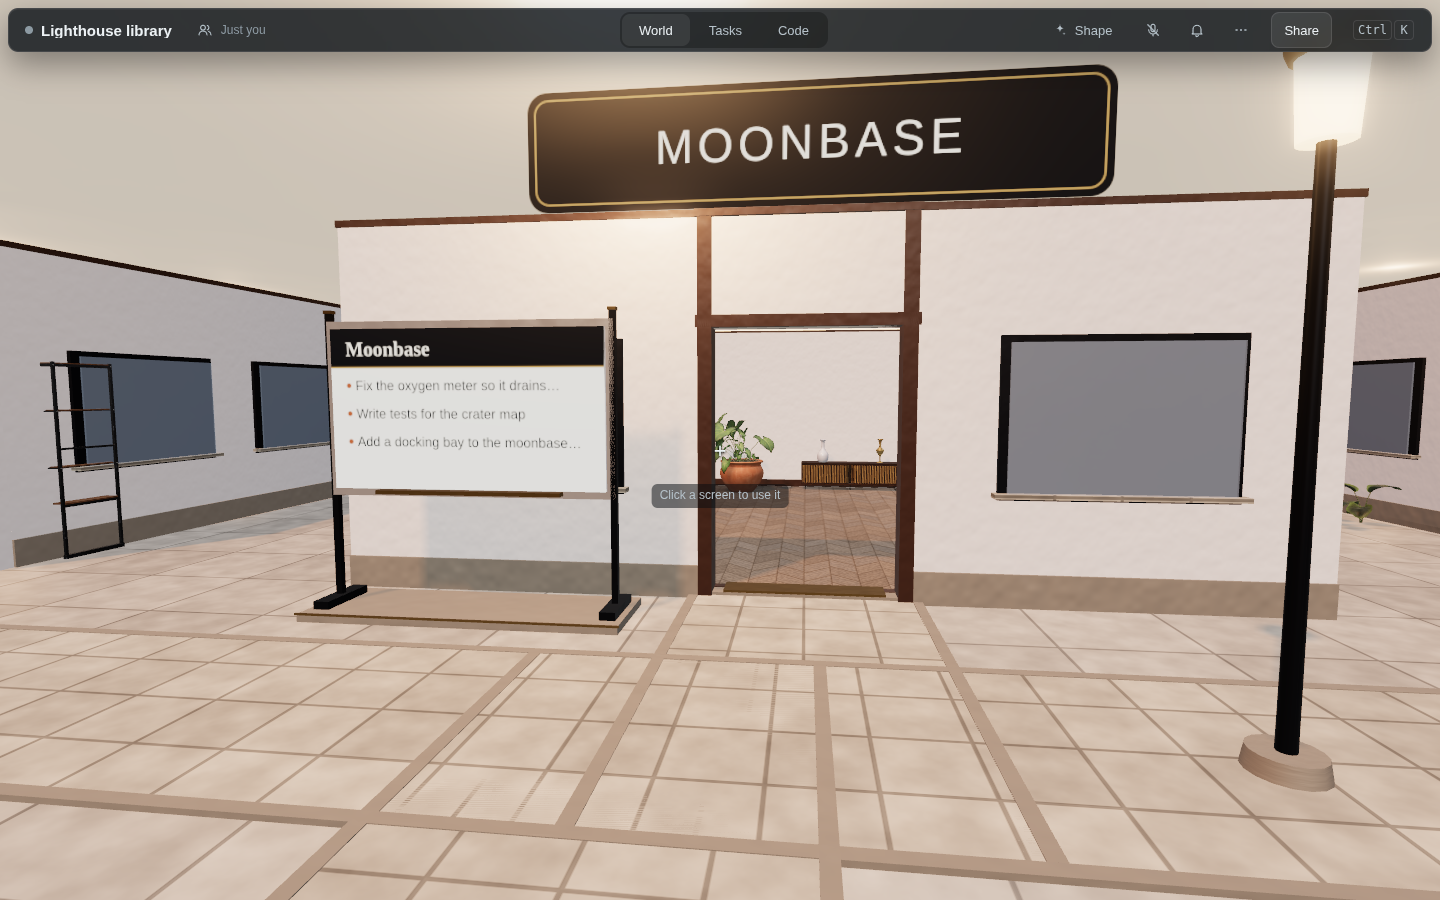 Lighthouse library
Just you
World
Tasks
Code
Shape
Share
Ctrl K
MOONBASE
Moonbase
• Fix the oxygen meter so it drains…
• Write tests for the crater map
• Add a docking bay to the moonbase…
Click a screen to use it